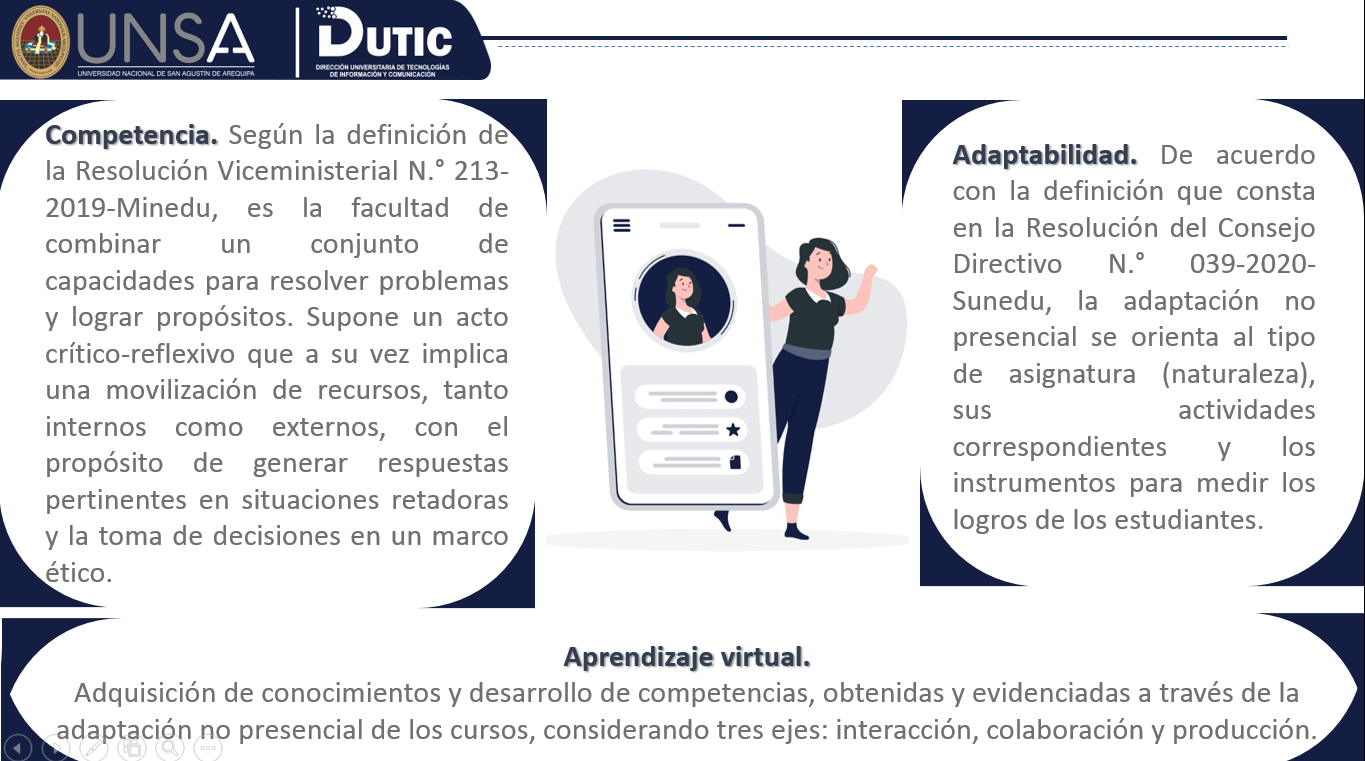 UNSA
UNIVERSIDAD NACIONAL DE SAN AGUSTÍN DE AREQUIPA
DUTIC
DIRECCIÓN UNIVERSITARIA DE TECNOLOGÍAS
DE INFORMACIÓN Y COMUNICACIÓN
Competencia. Según la definición de
la Resolución Viceministerial N.° 213-
2019-Minedu, es la facultad de
combinar un conjunto de
capacidades para resolver problemas
y lograr propósitos. Supone un acto
crítico-reflexivo que a su vez implica
una movilización de recursos, tanto
internos como externos, con el
propósito de generar respuestas
pertinentes en situaciones retadoras
y la toma de decisiones en un marco
ético.
Adaptabilidad. De acuerdo
con la definición que consta
en la Resolución del Consejo
Directivo N.° 039-2020-
Sunedu, la adaptación no
presencial se orienta al tipo
de asignatura (naturaleza),
sus actividades
correspondientes y los
instrumentos para medir los
logros de los estudiantes.
Aprendizaje virtual.
Adquisición de conocimientos y desarrollo de competencias, obtenidas y evidenciadas a través de la
adaptación no presencial de los cursos, considerando tres ejes: interacción, colaboración y producción.